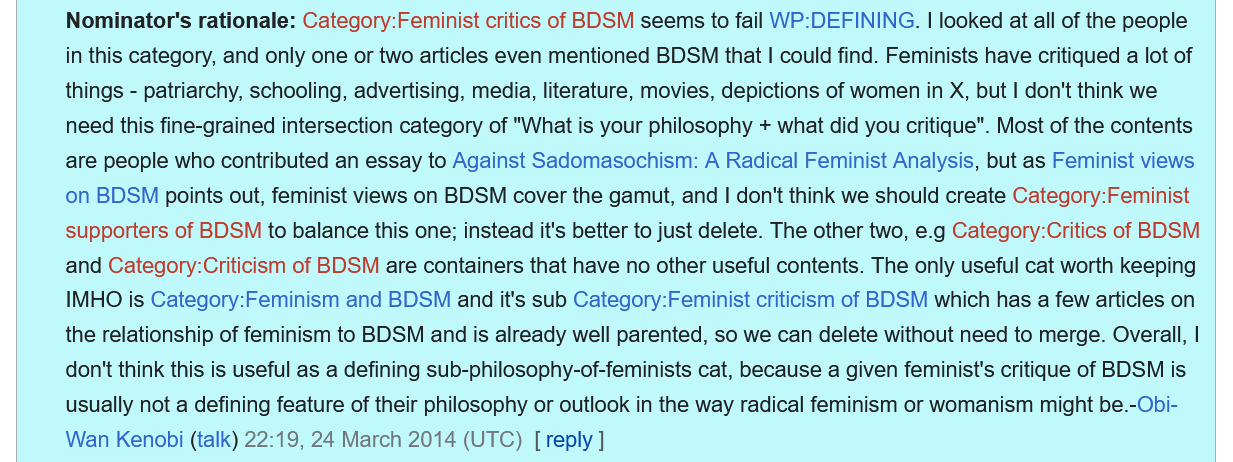 Nominator's rationale: Category:Feminist critics of BDSM seems to fail WP:DEFINING. I looked at all of the people
in this category, and only one or two articles even mentioned BDSM that I could find. Feminists have critiqued a lot of
things - patriarchy, schooling, advertising, media, literature, movies, depictions of women in X, but I don't think we
need this fine-grained intersection category of "What is your philosophy + what did you critique". Most of the contents
are people who contributed an essay to Against Sadomasochism: A Radical Feminist Analysis, but as Feminist views
on BDSM points out, feminist views on BDSM cover the gamut, and I don't think we should create Category:Feminist
supporters of BDSM to balance this one; instead it's better to just delete. The other two, e.g Category:Critics of BDSM
and Category:Criticism of BDSM are containers that have no other useful contents. The only useful cat worth keeping
IMHO is Category:Feminism and BDSM and it's sub Category:Feminist criticism of BDSM which has a few articles on
the relationship of feminism to BDSM and is already well parented, so we can delete without need to merge. Overall, I
don't think this is useful as a defining sub-philosophy-of-feminists cat, because a given feminist's critique of BDSM is
usually not a defining feature of their philosophy or outlook in the way radical feminism or womanism might be.-Obi-
Wan Kenobi (talk) 22:19, 24 March 2014 (UTC) [ reply ]